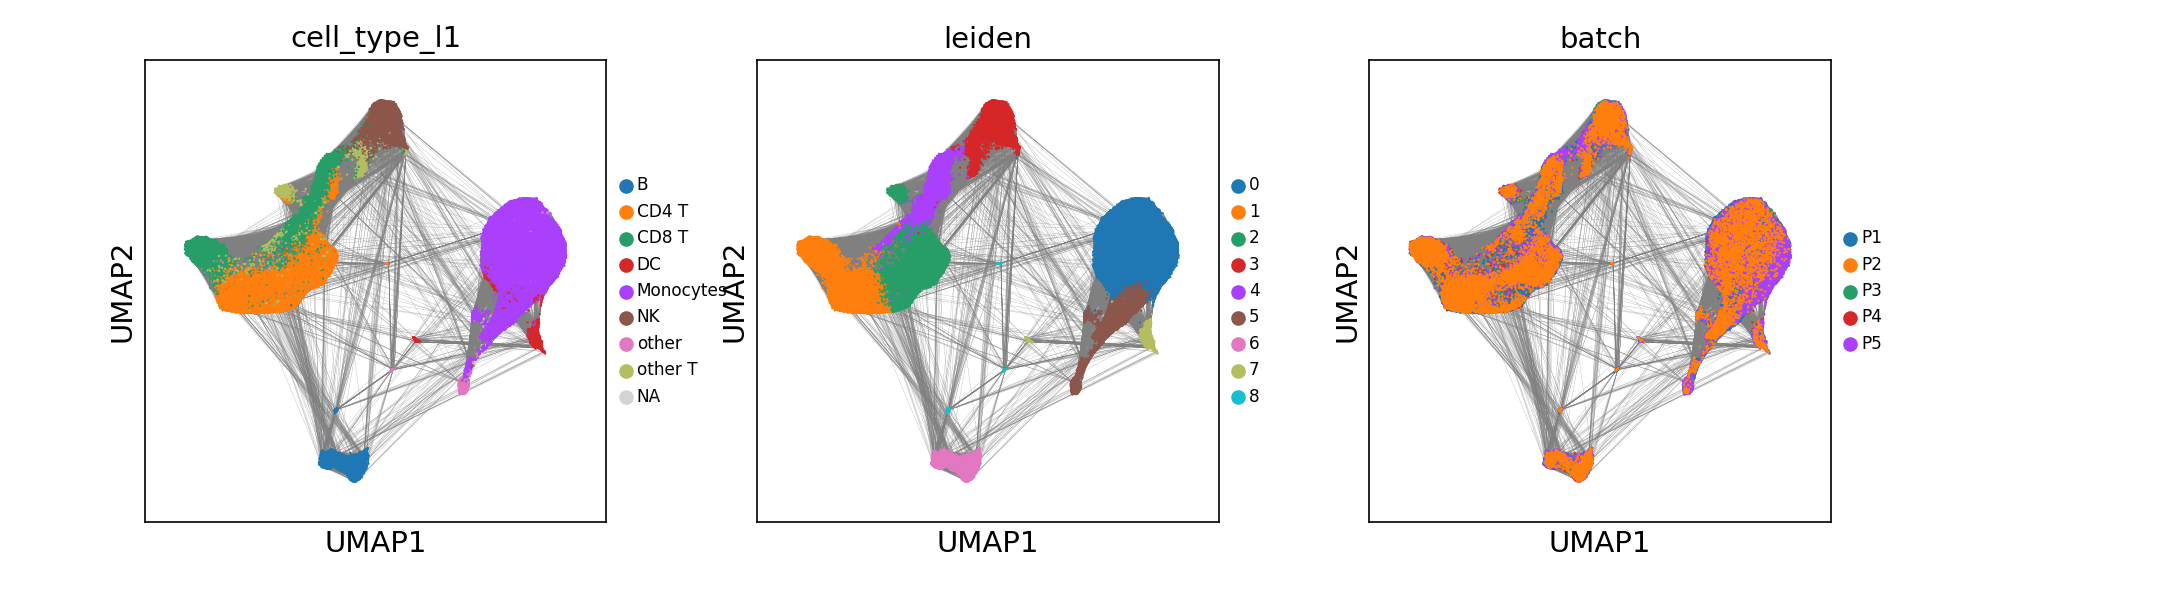 cell_type_l1
UMAP2
UMAP1
B
CD4 T
CD8 T
DC
Monocytes
NK
other
other T
NA
leiden
UMAP2
UMAP1
0
1
2
3
4
5
6
7
8
batch
UMAP2
UMAP1
P1
P2
P3
P4
P5